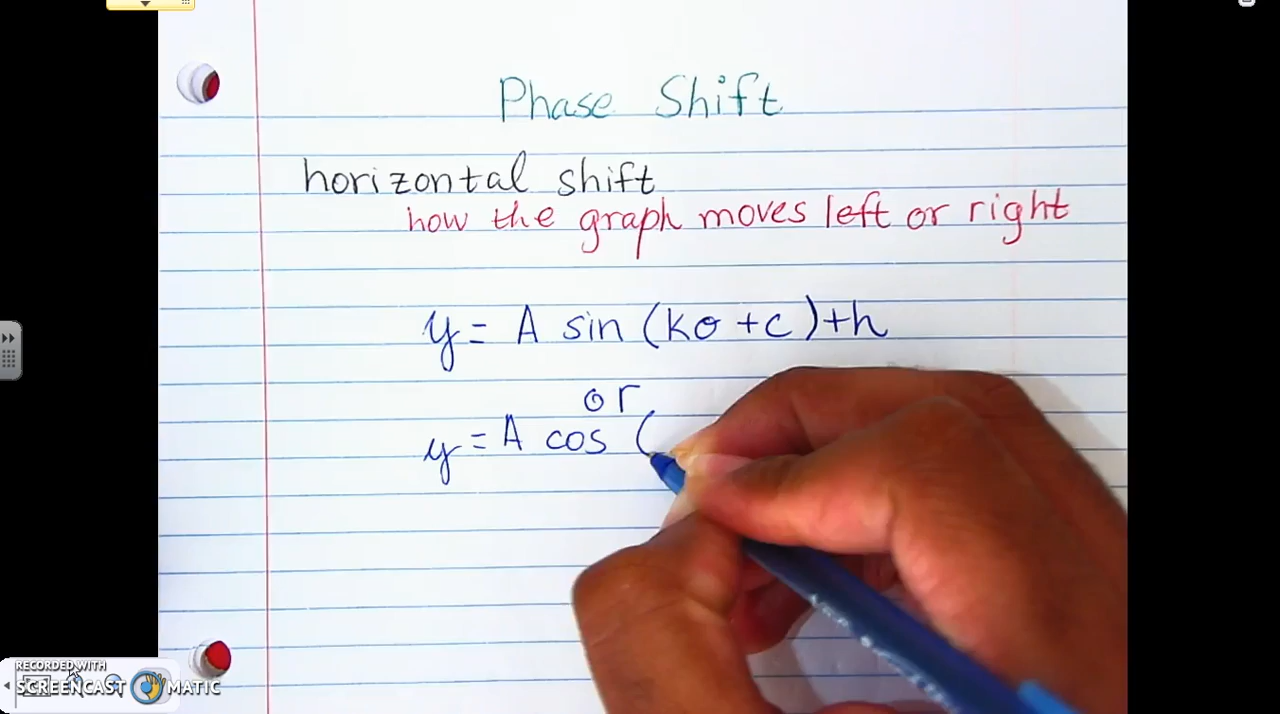 Phase Shift
horizontal shift
how the graph moves left or right
y = A sin (kθ + c) + h
or
y = A cos (
RECORDED WITH
SCREENCAST MATIC